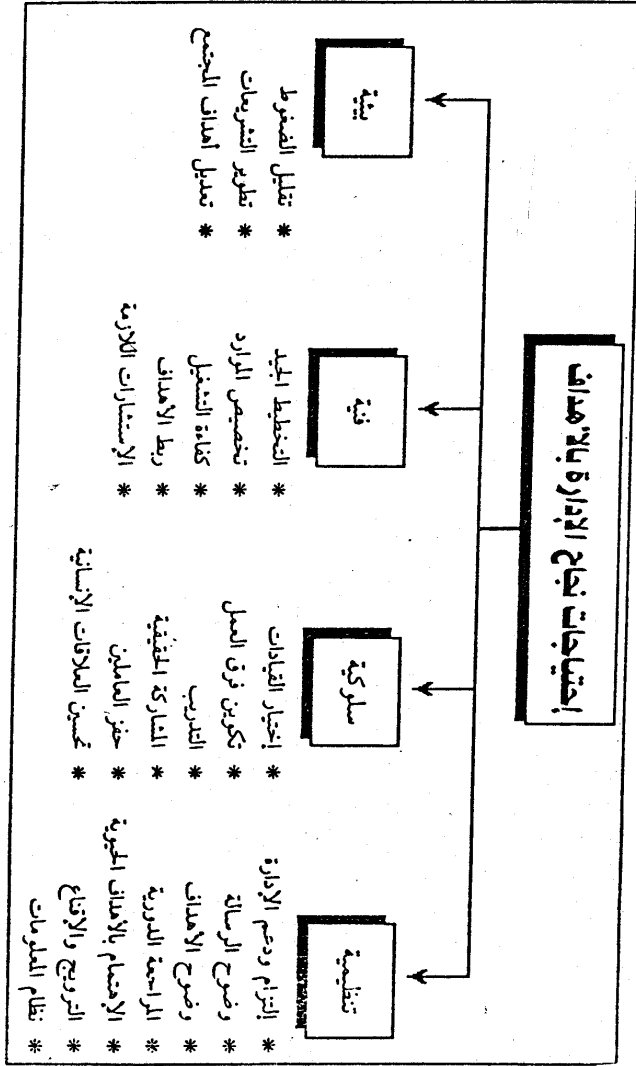 إحتياجات نجاح الإدارة بالأهداف
تنظيمية
* إلتزام ودعم الإدارة
* وضوح الرسالة
* وضوح الأهداف
* المراجعة الدورية
* الإهتمام بالأهداف الحيوية
* الترويج والإقناع
* نظام المعلومات
سلوكية
* إختيار القيادات
* تكوين فرق العمل
* التدريب
* المشاركة الحقيقية
* حفز العاملين
* تحسين العلاقات الإنسانية
فنية
* التخطيط الجيد
* تخصيص الموارد
* كفاءة التشغيل
* ربط الأهداف
* الإستشارات اللازمة
بيئية
* تقليل الضغوط
* تطوير التشريعات
* تعديل أهداف المجتمع